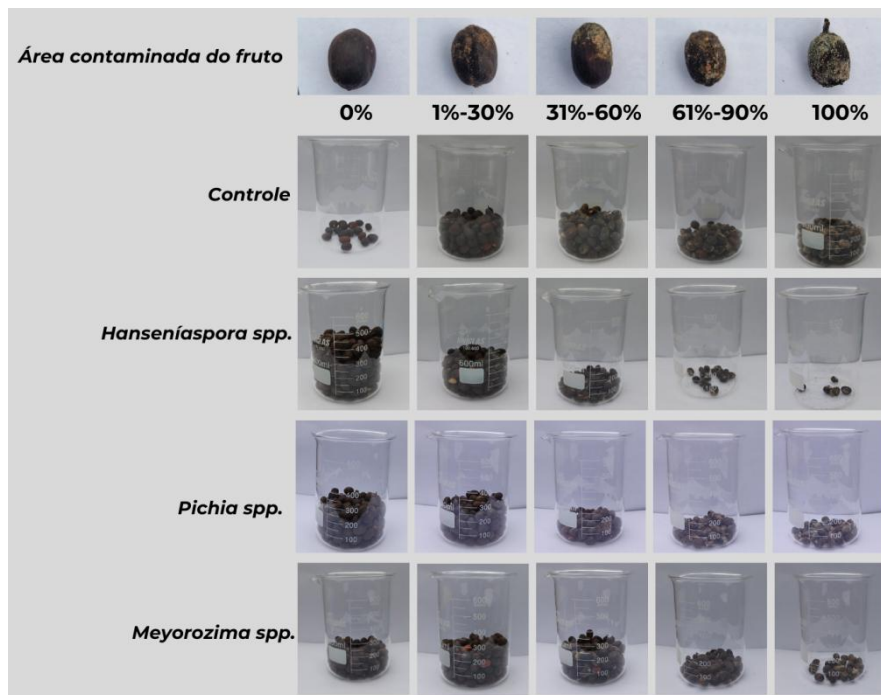 Área contaminada do fruto
0% 1%-30% 31%-60% 61%-90% 100%
Controle
Hanseníaspora spp.
Pichia spp.
Meyorozima spp.